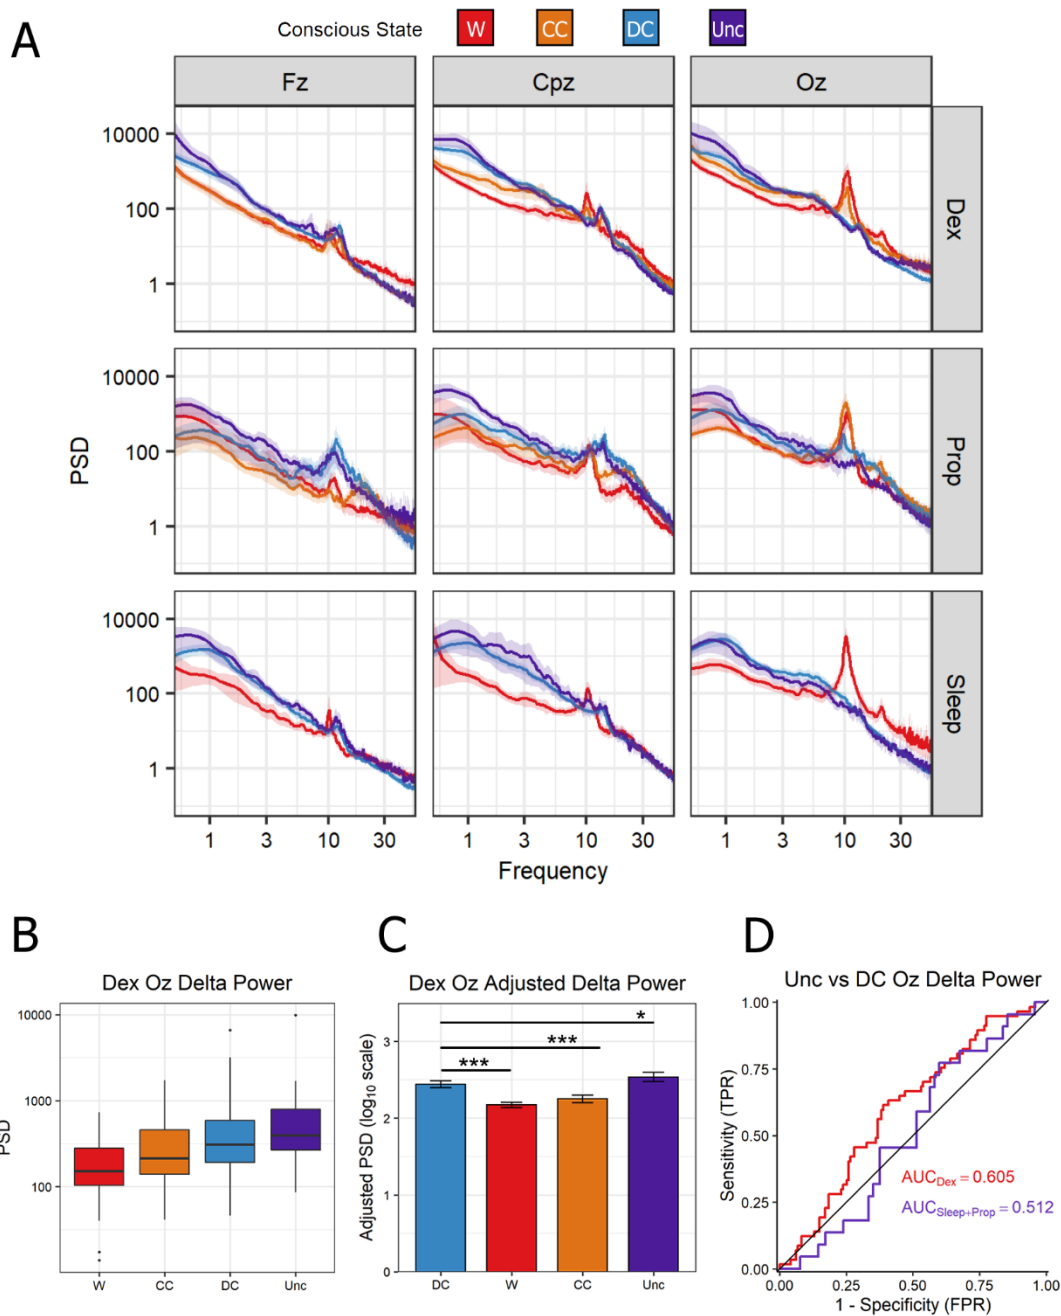 A
Conscious State W CC DC Unc
Fz Cpz Oz
10000
100
1
Dex
10000
100
1
Prop
PSD
10000
100
1
Sleep
1 3 10 30 1 3 10 30 1 3 10 30
Frequency
B
Dex Oz Delta Power
PSD
10000
1000
100
W CC DC Unc
C
Dex Oz Adjusted Delta Power
Adjusted PSD (log10 scale)
3
2
1
0
*
***
***
DC W CC Unc
D
Unc vs DC Oz Delta Power
Sensitivity (TPR)
1.00
0.75
0.50
0.25
0.00
AUCDex = 0.605
AUCSleep+Prop = 0.512
0.00 0.25 0.50 0.75 1.00
1 - Specificity (FPR)